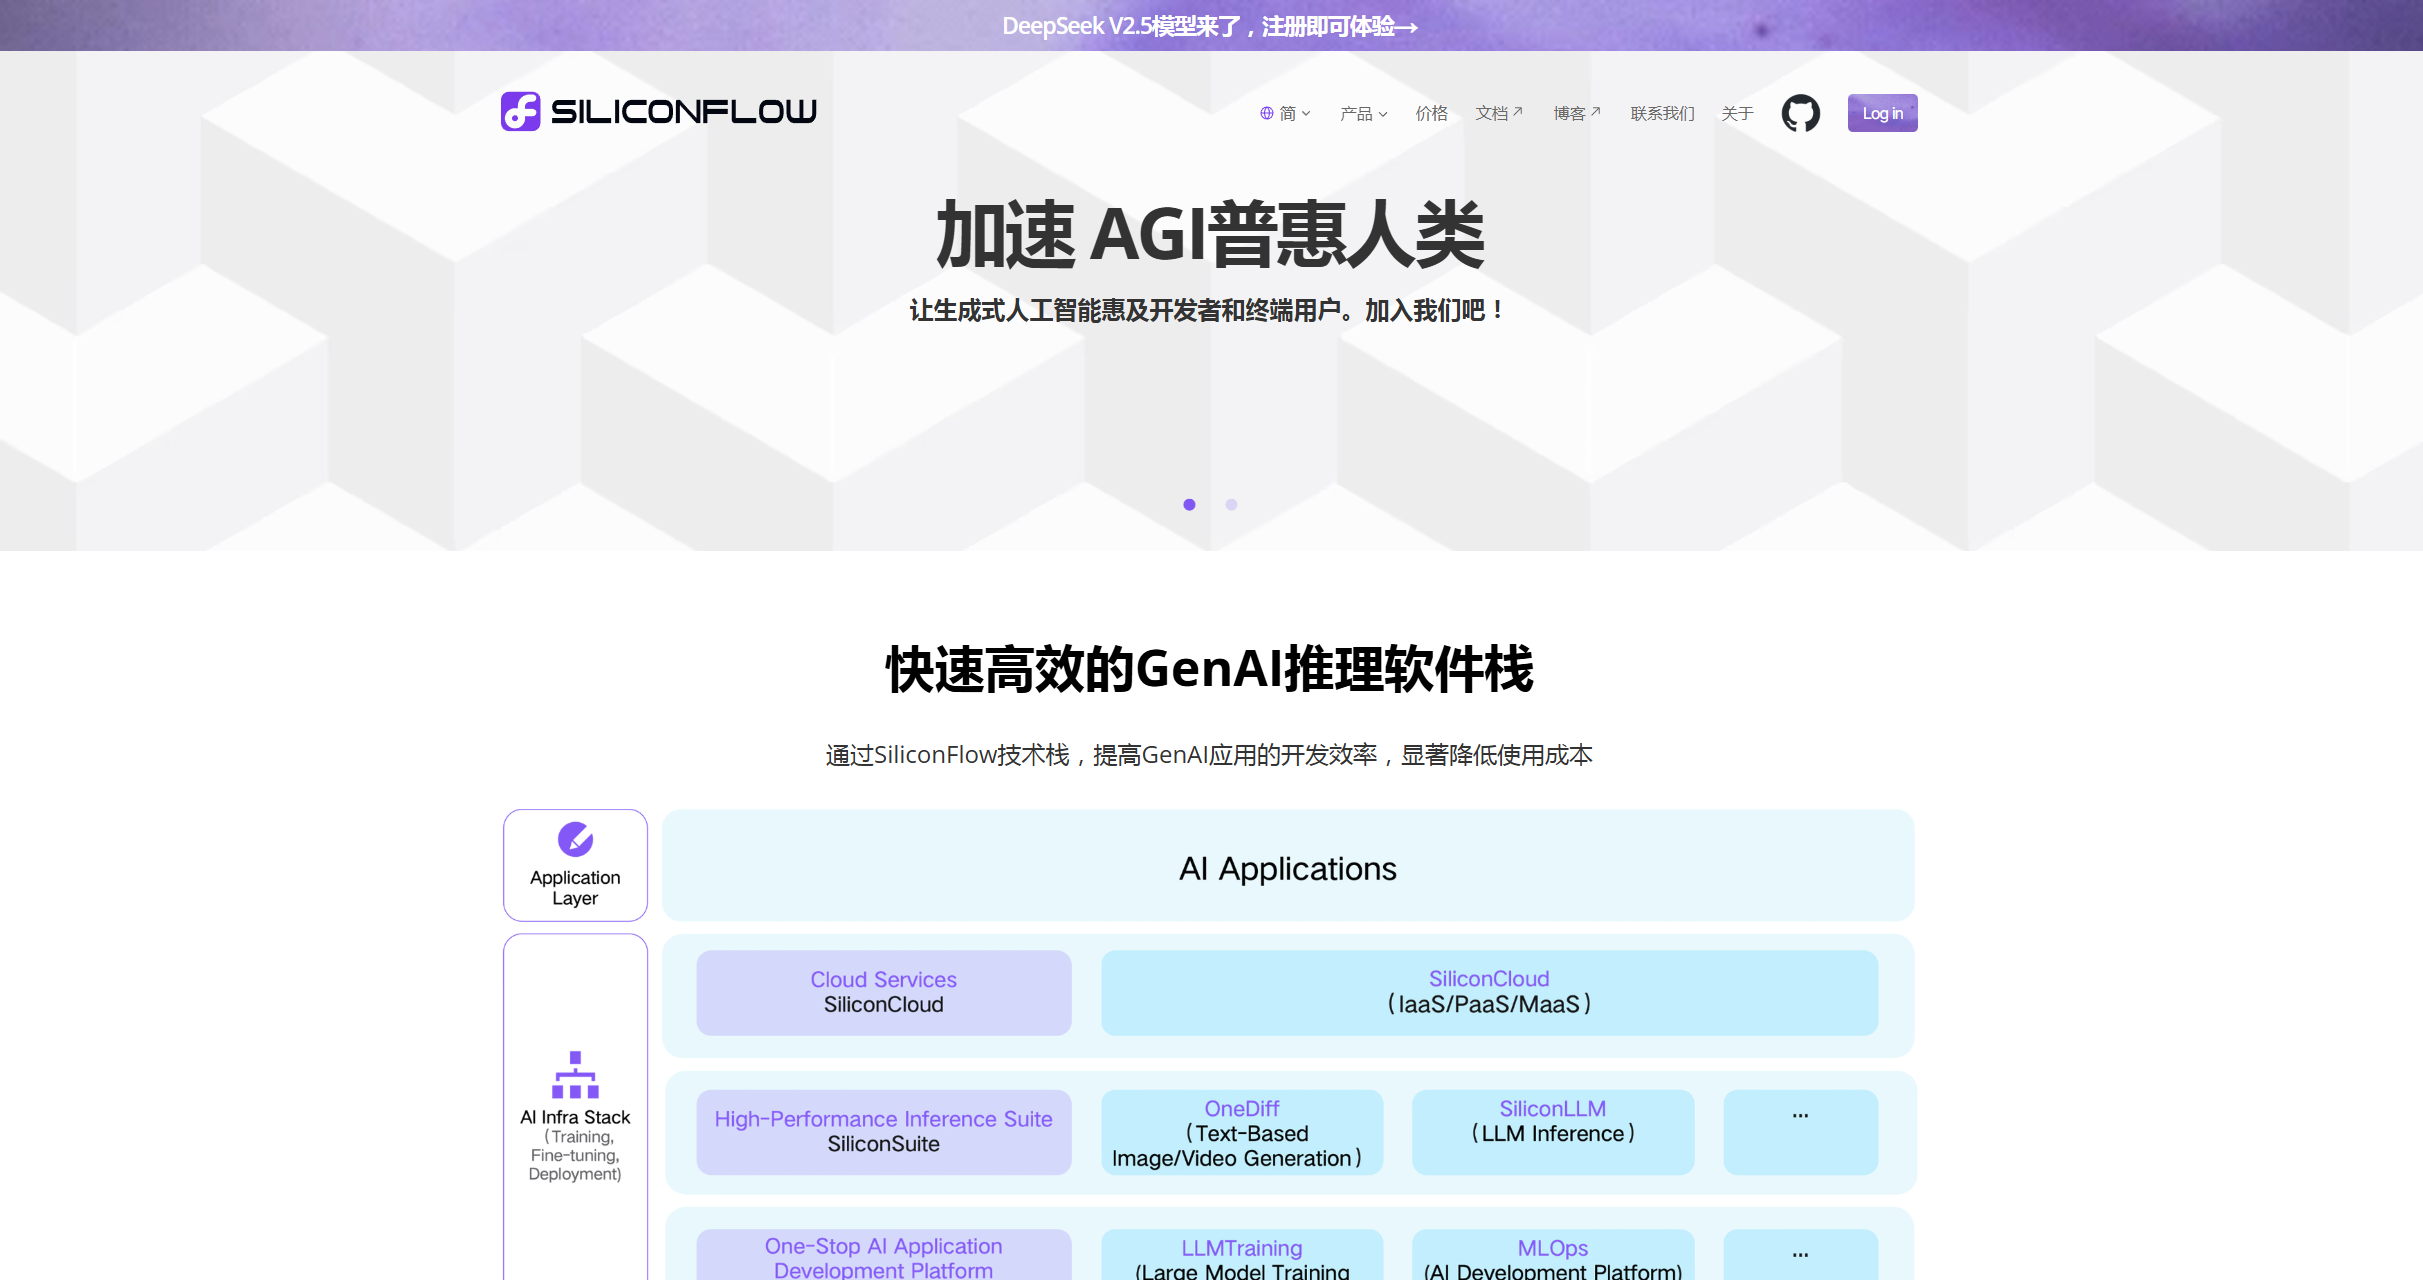 DeepSeek V2.5模型来了，注册即可体验→
SILICONFLOW
简 产品 价格 文档 博客 联系我们 关于 Log in
加速 AGI普惠人类
让生成式人工智能惠及开发者和终端用户。加入我们吧！
快速高效的GenAI推理软件栈
通过SiliconFlow技术栈，提高GenAI应用的开发效率，显著降低使用成本
Application
Layer
AI Applications
Cloud Services
SiliconCloud
SiliconCloud
（IaaS/PaaS/MaaS）
AI Infra Stack
（Training,
Fine-tuning,
Deployment)
High-Performance Inference Suite
SiliconSuite
OneDiff
（Text-Based
Image/Video Generation）
SiliconLLM
（LLM Inference）
...
One-Stop AI Application
Development Platform
LLMTraining
(Large Model Training
MLOps
(AI Development Platform)
...